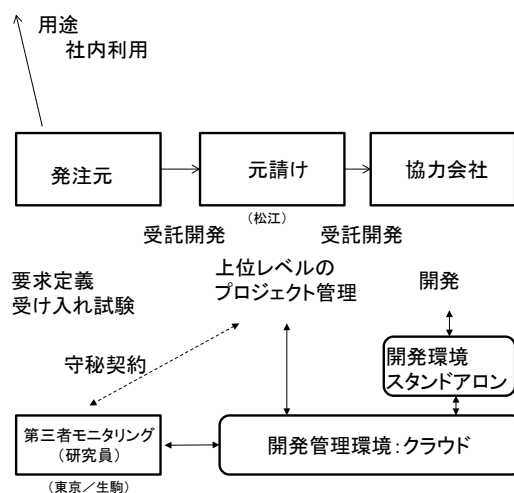 用途
社内利用
発注元
元請け
協力会社
(松江)
受託開発
受託開発
要求定義
受け入れ試験
上位レベルの
プロジェクト管理
開発
守秘契約
開発環境
スタンドアロン
第三者モニタリング
(研究員)
開発管理環境:クラウド
(東京/生駒)